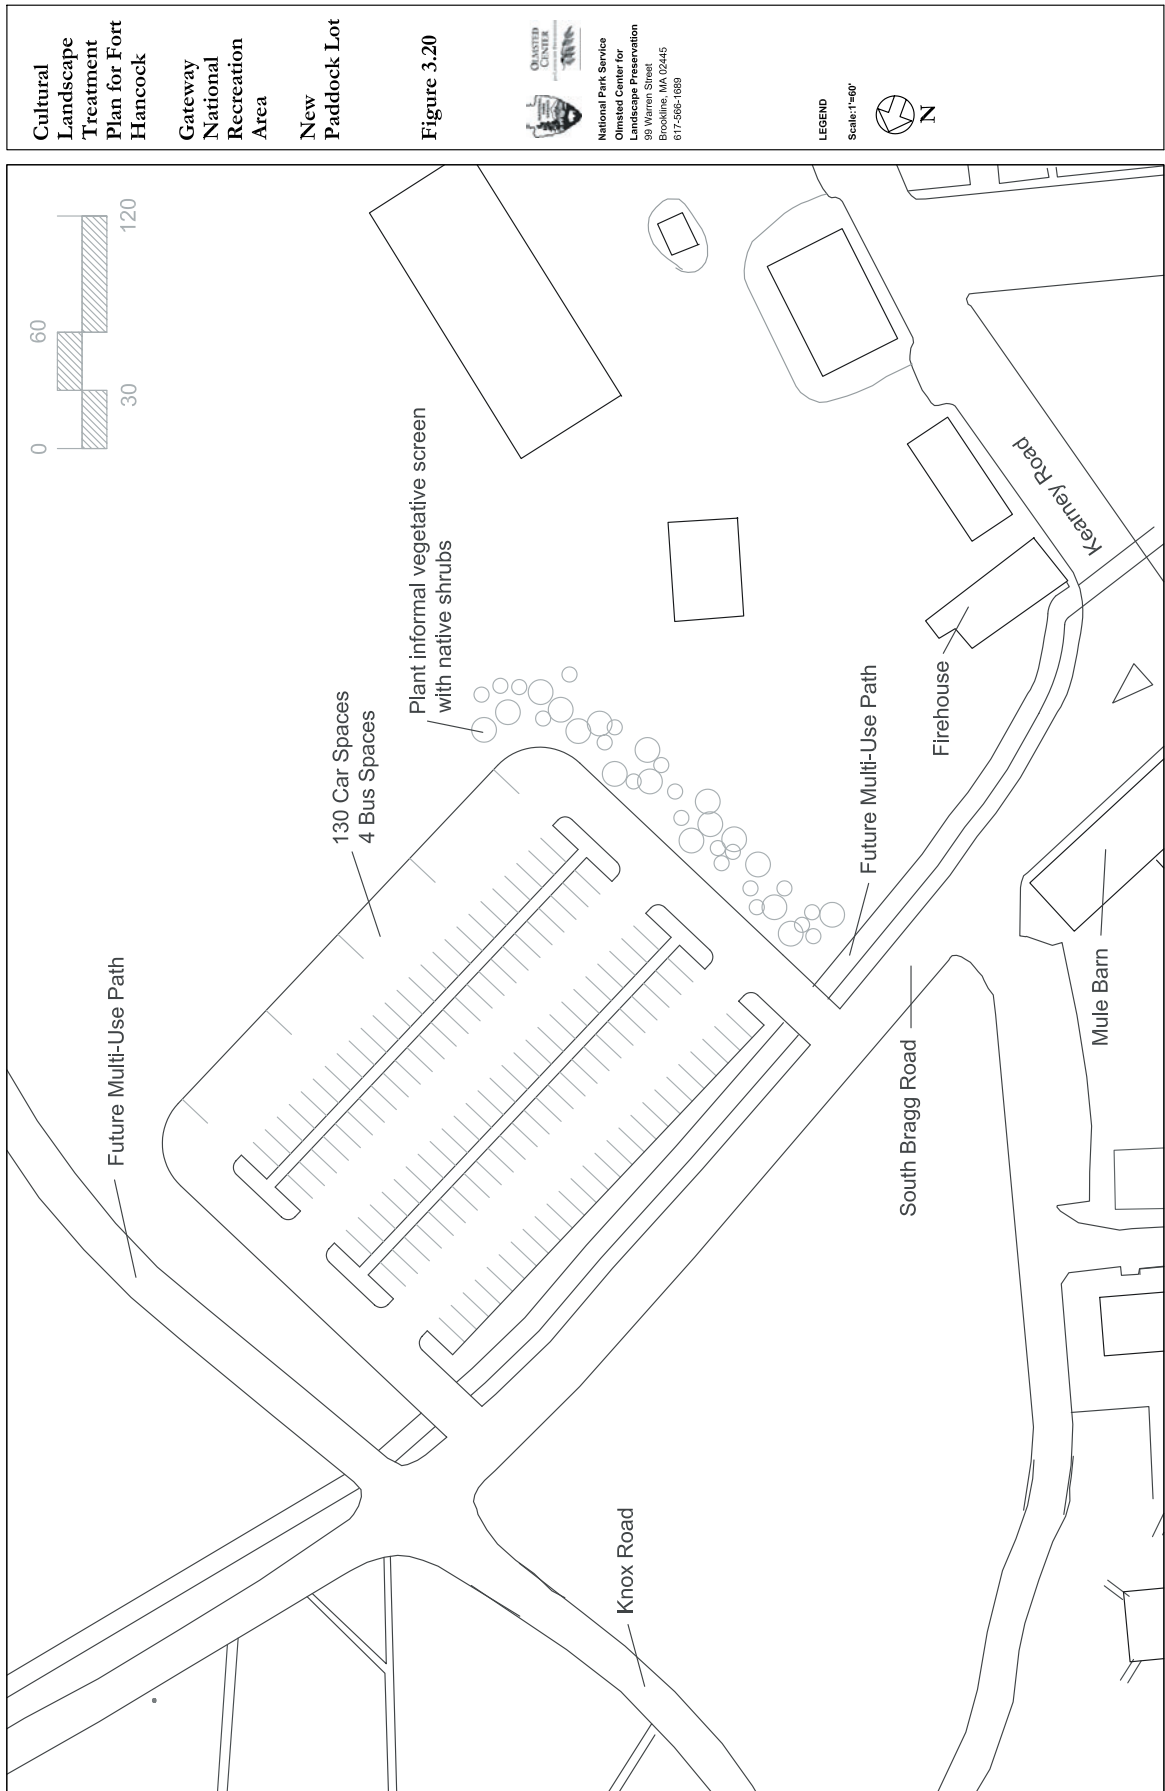 Cultural
Landscape
Treatment
Plan for Fort
Hancock
Gateway
National
Recreation
Area
New
Paddock Lot
Figure 3.20
OLMSTED
CENTER
National Park Service
Olmsted Center for
Landscape Preservation
99 Warren Street
Brookline, MA 02445
617-566-1689
LEGEND
Scale:1"=60'
N
0
30
60
120
Plant informal vegetative screen
with native shrubs
130 Car Spaces
4 Bus Spaces
Future Multi-Use Path
Future Multi-Use Path
Firehouse
Kearney Road
Mule Barn
South Bragg Road
Knox Road